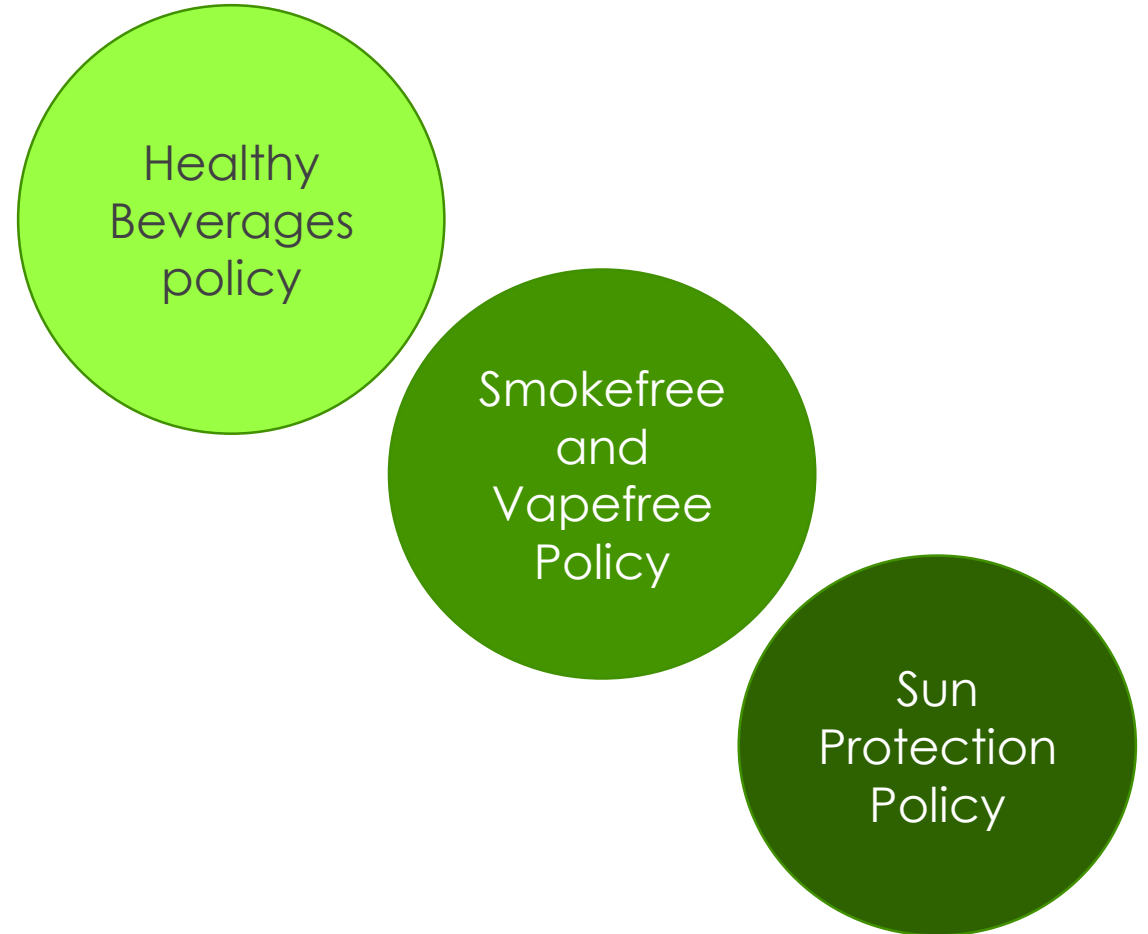 Healthy
Beverages
policy
Smokefree
and
Vapefree
Policy
Sun
Protection
Policy